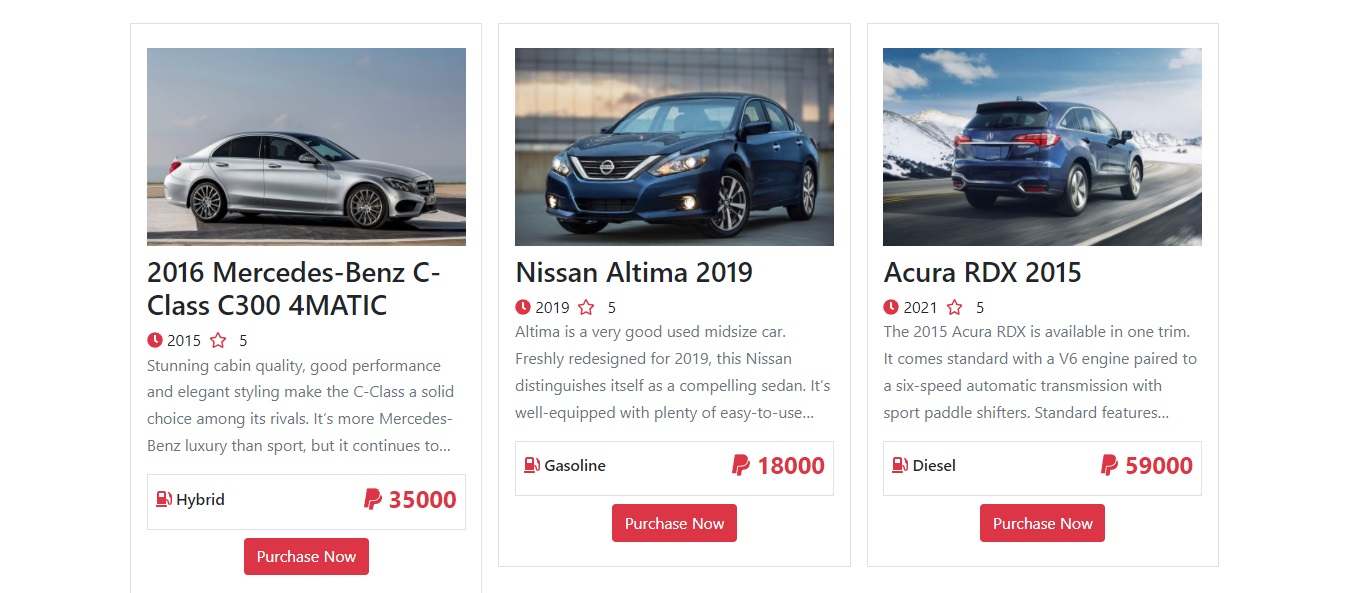 2016 Mercedes-Benz C-
Class C300 4MATIC
2015 5
Stunning cabin quality, good performance
and elegant styling make the C-Class a solid
choice among its rivals. It’s more Mercedes-
Benz luxury than sport, but it continues to...
Hybrid 35000
Purchase Now
Nissan Altima 2019
2019 5
Altima is a very good used midsize car.
Freshly redesigned for 2019, this Nissan
distinguishes itself as a compelling sedan. It’s
well-equipped with plenty of easy-to-use...
Gasoline 18000
Purchase Now
Acura RDX 2015
2021 5
The 2015 Acura RDX is available in one trim.
It comes standard with a V6 engine paired to
a six-speed automatic transmission with
sport paddle shifters. Standard features...
Diesel 59000
Purchase Now